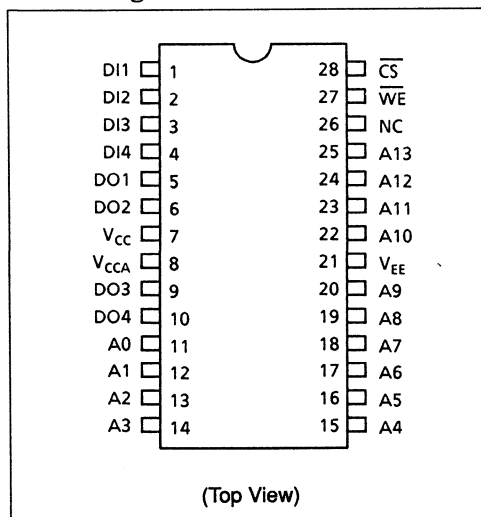 DI1 1 28 CS
DI2 2 27 WE
DI3 3 26 NC
DI4 4 25 A13
DO1 5 24 A12
DO2 6 23 A11
VCC 7 22 A10
VCCA 8 21 VEE
DO3 9 20 A9
DO4 10 19 A8
A0 11 18 A7
A1 12 17 A6
A2 13 16 A5
A3 14 15 A4
(Top View)